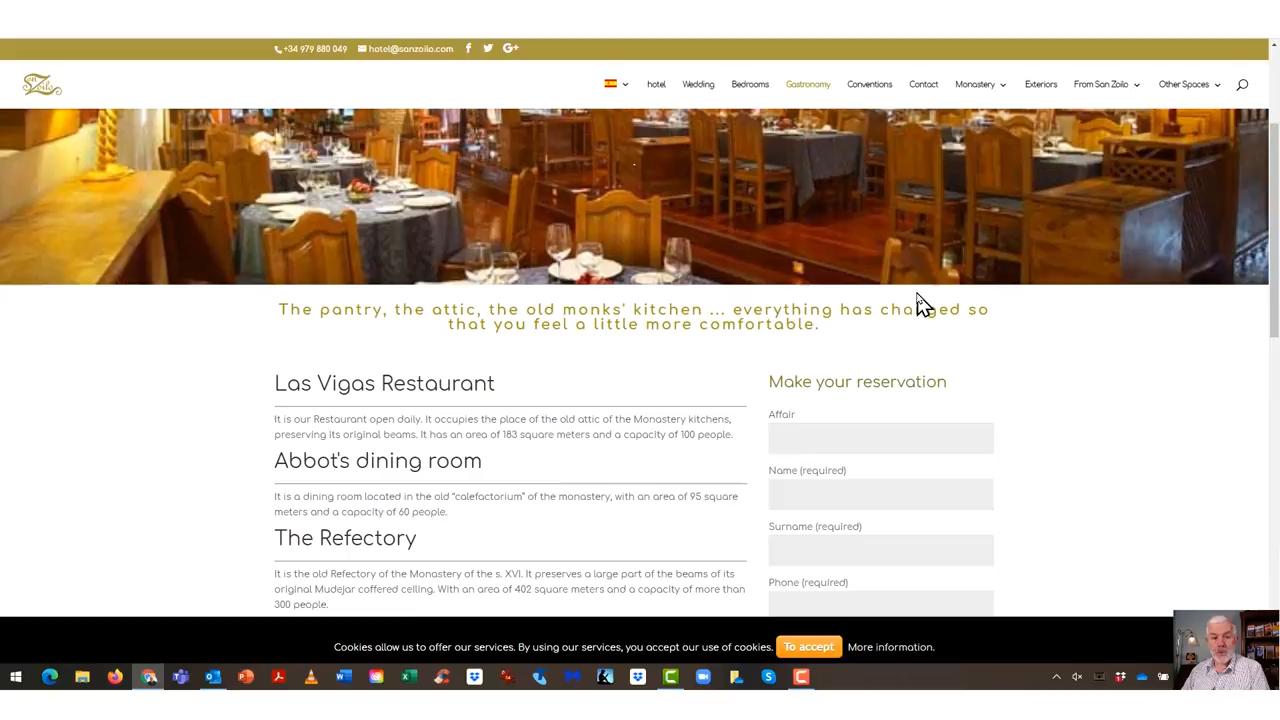 +34 979 880 049 hotel@sanzoilo.com
San Zoilo
hotel Wedding Bedrooms Gastronomy Conventions Contact Monastery Exteriors From San Zoilo Other Spaces
The pantry, the attic, the old monks' kitchen ... everything has changed so
that you feel a little more comfortable.
Las Vigas Restaurant
It is our Restaurant open daily. It occupies the place of the old attic of the Monastery kitchens,
preserving its original beams. It has an area of 183 square meters and a capacity of 100 people.
Abbot's dining room
It is a dining room located in the old “calefactorium” of the monastery, with an area of 95 square
meters and a capacity of 60 people.
The Refectory
It is the old Refectory of the Monastery of the s. XVI. It preserves a large part of the beams of its
original Mudejar coffered ceiling. With an area of 402 square meters and a capacity of more than
300 people.
Make your reservation
Affair
Name (required)
Surname (required)
Phone (required)
Cookies allow us to offer our services. By using our services, you accept our use of cookies. To accept More information.